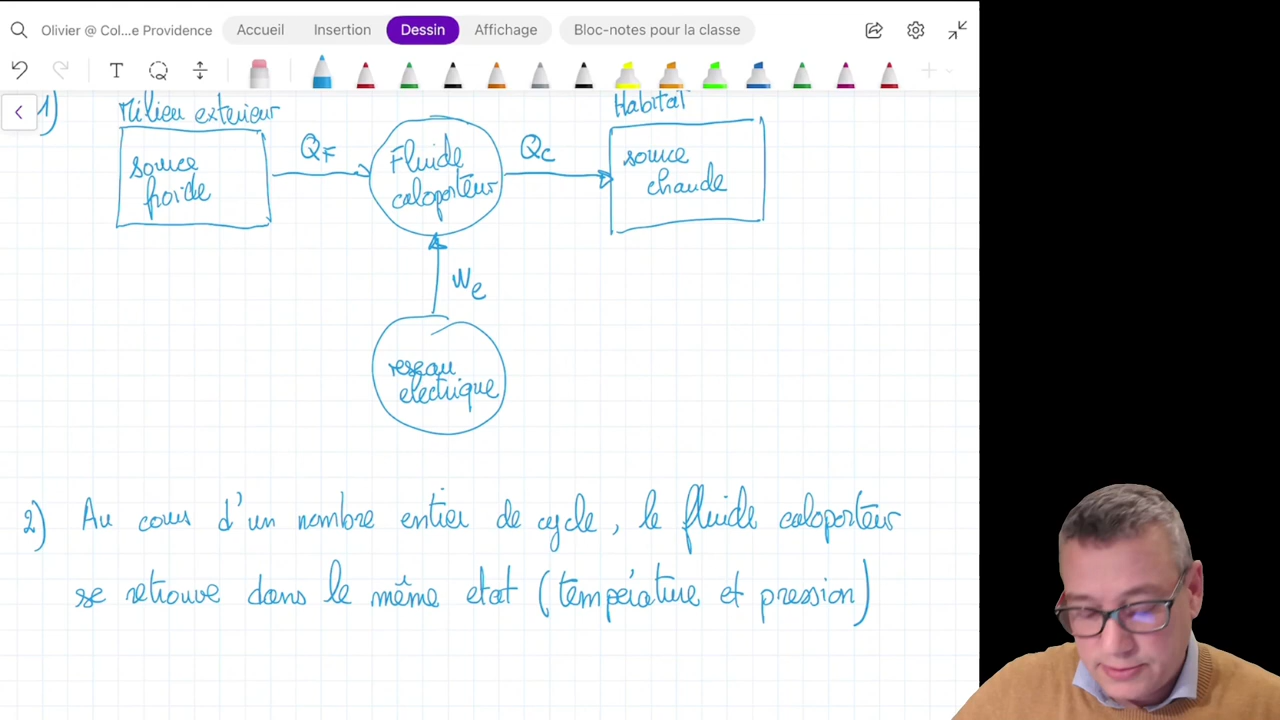 Olivier @ Col...e Providence
Accueil
Insertion
Dessin
Affichage
Bloc-notes pour la classe
1)
Milieu exterieur
Habitat
source
froide
QF
Fluide
caloporteur
Qc
source
chaude
We
reseau
electrique
2) Au cours d'un nombre entier de cycle, le fluide caloporteur
se retrouve dans le même etat (température et pression)